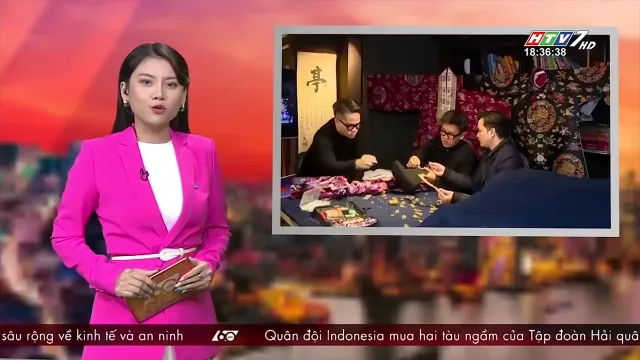 HTV7 HD
18:36:38
亭
sâu rộng về kinh tế và an ninh 60 Quân đội Indonesia mua hai tàu ngầm của Tập đoàn Hải quâ